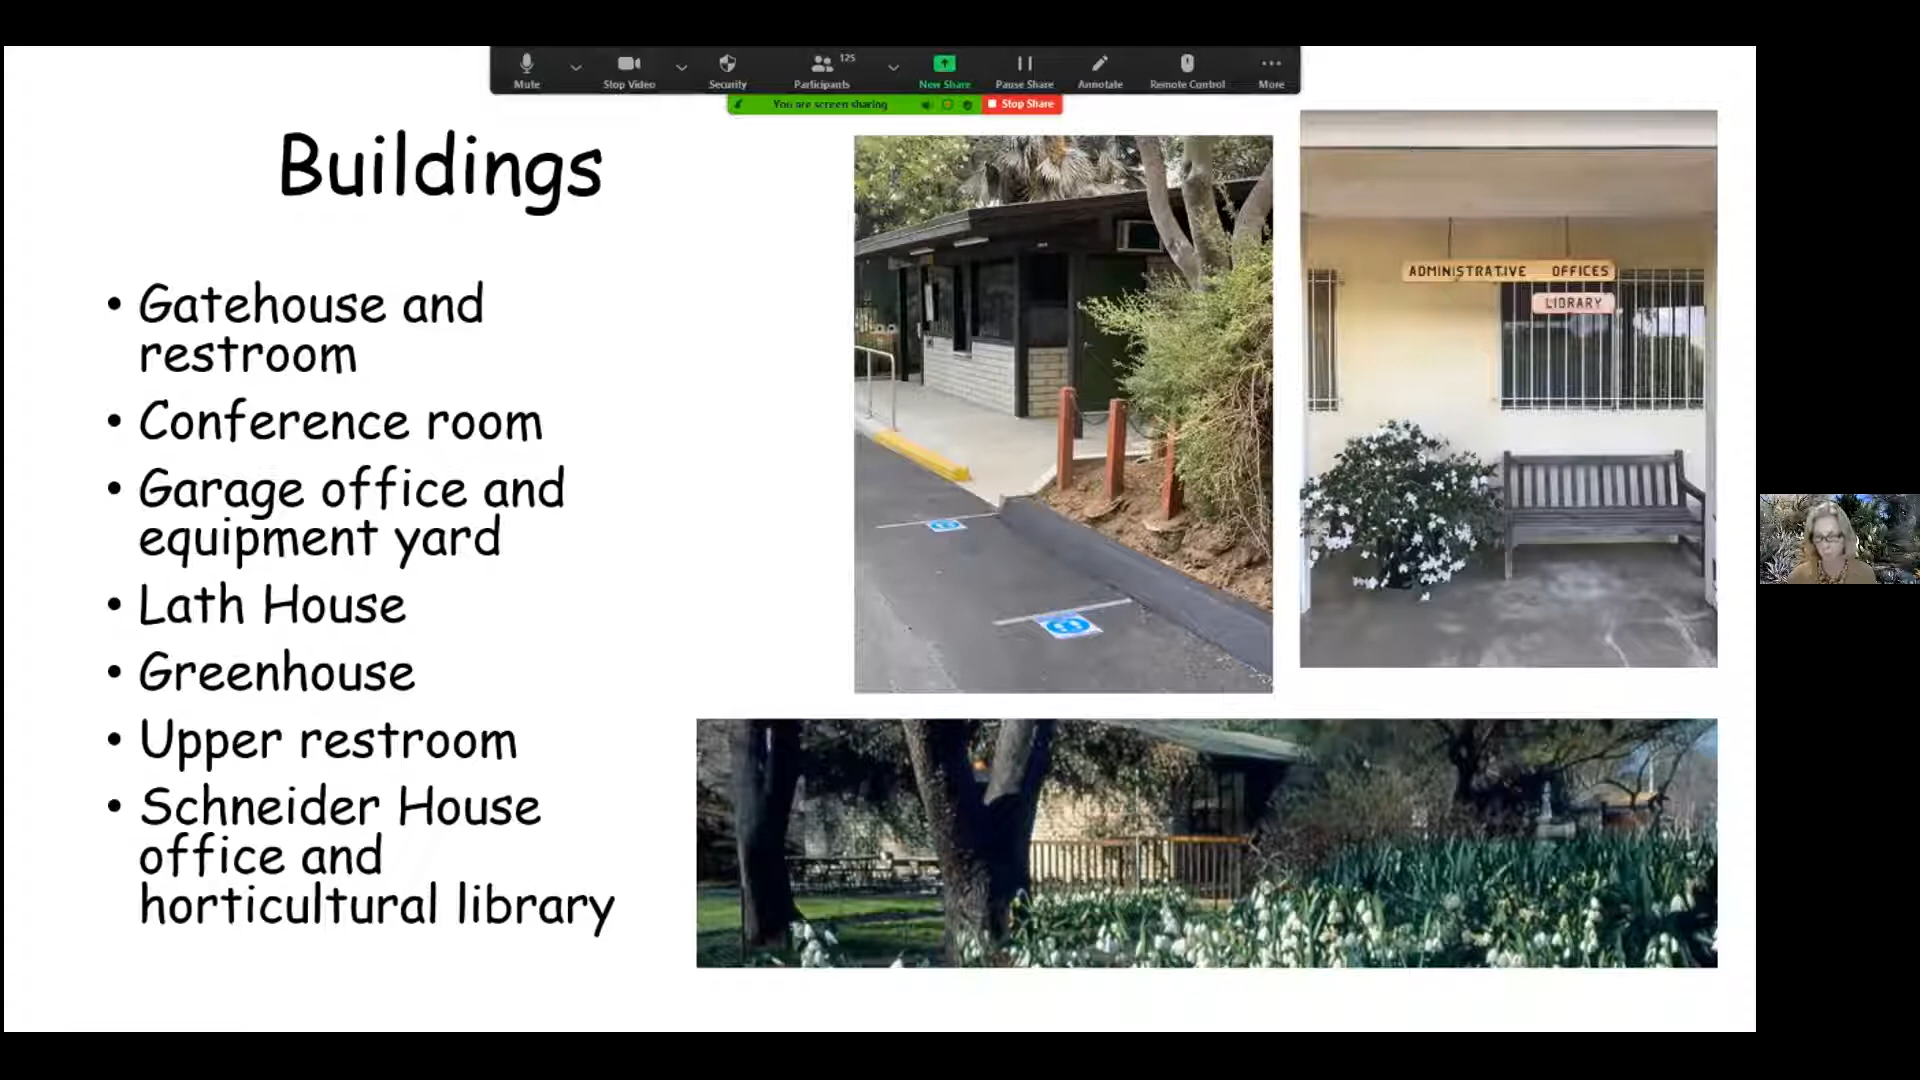 Mute
Stop Video
Security
Participants
125
New Share
Pause Share
Annotate
Remote Control
More
You are screen sharing
Stop Share
Buildings
• Gatehouse and
restroom
• Conference room
• Garage office and
equipment yard
• Lath House
• Greenhouse
• Upper restroom
• Schneider House
office and
horticultural library
ADMINISTRATIVE OFFICES
LIBRARY